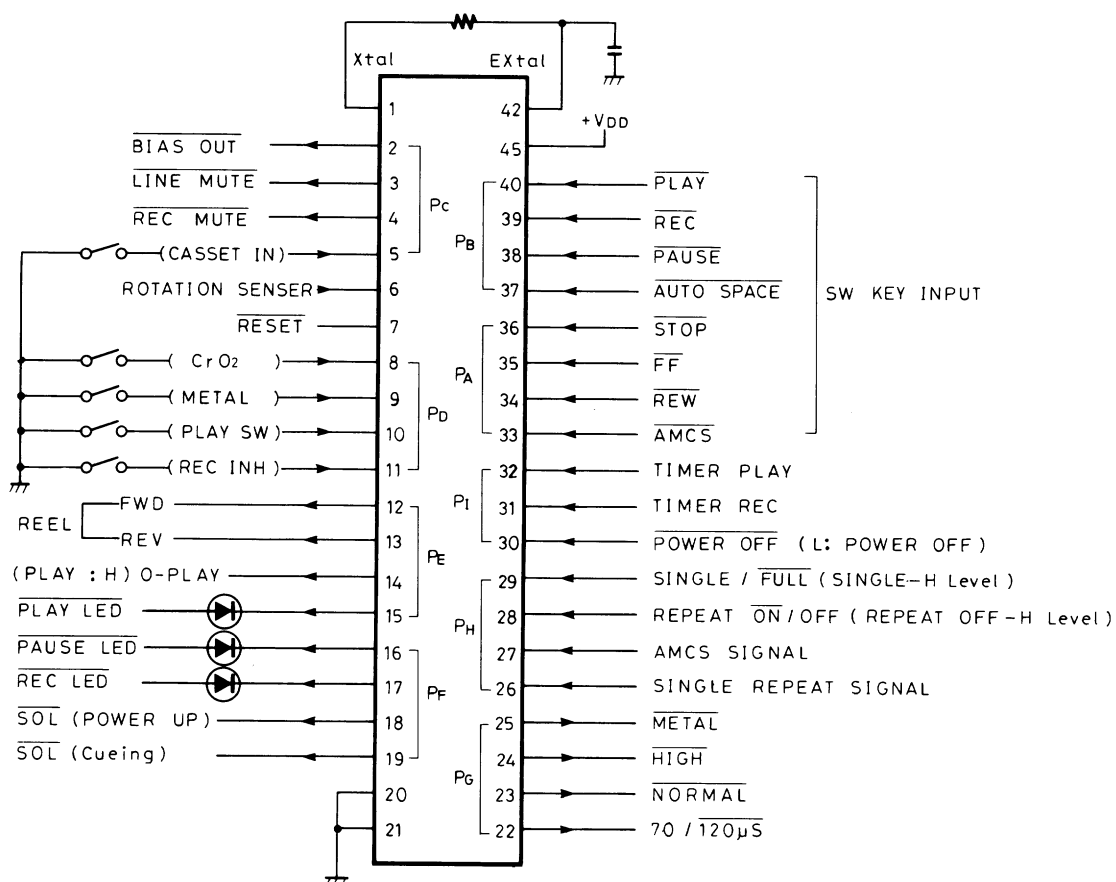 Xtal EXtal
1 42
+VDD
BIAS OUT 2 45
LINE MUTE 3 40 PLAY
REC MUTE 4 PC 39 REC
(CASSET IN) 5 PB 38 PAUSE
ROTATION SENSER 6 37 AUTO SPACE SW KEY INPUT
RESET 7 36 STOP
( CrO2 ) 8 35 FF
( METAL ) 9 PD PA 34 REW
(PLAY SW) 10 33 AMCS
(REC INH) 11 32 TIMER PLAY
REEL FWD 12 PI 31 TIMER REC
REV 13 30 POWER OFF (L: POWER OFF)
(PLAY : H) O-PLAY 14 PE 29 SINGLE / FULL (SINGLE-H Level)
PLAY LED 15 28 REPEAT ON/OFF (REPEAT OFF-H Level)
PAUSE LED 16 PH 27 AMCS SIGNAL
REC LED 17 PF 26 SINGLE REPEAT SIGNAL
SOL (POWER UP) 18 25 METAL
SOL (Cueing) 19 24 HIGH
20 PG 23 NORMAL
21 22 70 / 120µS